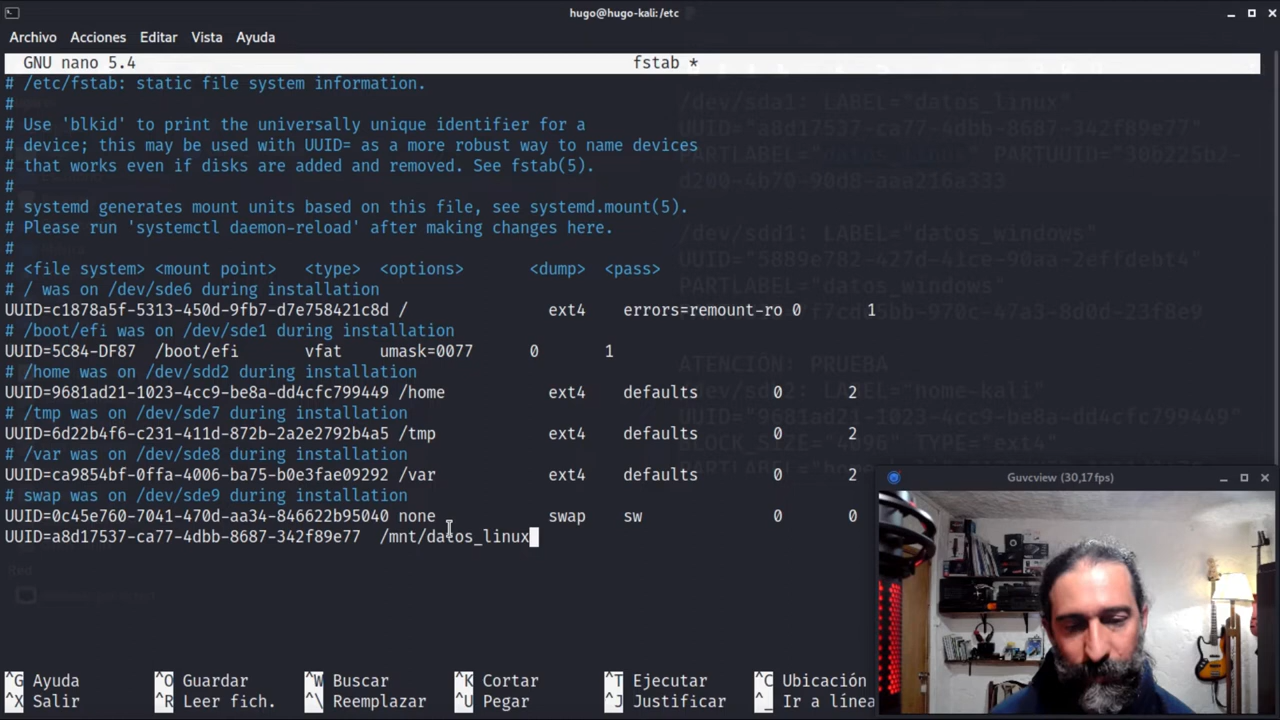 hugo@hugo-kali:/etc
Archivo Acciones Editar Vista Ayuda
GNU nano 5.4 fstab *
# /etc/fstab: static file system information.
#
# Use 'blkid' to print the universally unique identifier for a
# device; this may be used with UUID= as a more robust way to name devices
# that works even if disks are added and removed. See fstab(5).
#
# systemd generates mount units based on this file, see systemd.mount(5).
# Please run 'systemctl daemon-reload' after making changes here.
#
# <file system> <mount point> <type> <options> <dump> <pass>
# / was on /dev/sde6 during installation
UUID=c1878a5f-5313-450d-9fb7-d7e758421c8d / ext4 errors=remount-ro 0 1
# /boot/efi was on /dev/sde1 during installation
UUID=5C84-DF87 /boot/efi vfat umask=0077 0 1
# /home was on /dev/sdd2 during installation
UUID=9681ad21-1023-4cc9-be8a-dd4cfc799449 /home ext4 defaults 0 2
# /tmp was on /dev/sde7 during installation
UUID=6d22b4f6-c231-411d-872b-2a2e2792b4a5 /tmp ext4 defaults 0 2
# /var was on /dev/sde8 during installation
UUID=ca9854bf-0ffa-4006-ba75-b0e3fae09292 /var ext4 defaults 0 2
# swap was on /dev/sde9 during installation
UUID=0c45e760-7041-470d-aa34-846622b95040 none swap sw 0 0
UUID=a8d17537-ca77-4dbb-8687-342f89e77 /mnt/datos_linux
/dev/sda1: LABEL="datos_linux"
UUID="a8d17537-ca77-4dbb-8687-342f89e77"
PARTLABEL="datos_linux" PARTUUID="30b225b2-
d200-4b70-90d8-aaa216a333
/dev/sdd1: LABEL="datos_windows"
UUID="5889e782-427d-41ce-90aa-2effdebt4"
ATENCIÓN: PRUEBA
/dev/sdd2: LABEL="home-kali"
UUID="9681ad21-1023-4cc9-be8a-dd4cfc799449"
BLOCK_SIZE="4096" TYPE="ext4"
Guvcview (30,17fps)
^G Ayuda ^O Guardar ^W Buscar ^K Cortar ^T Ejecutar ^C Ubicación
^X Salir ^R Leer fich. ^\ Reemplazar ^U Pegar ^J Justificar ^_ Ir a línea